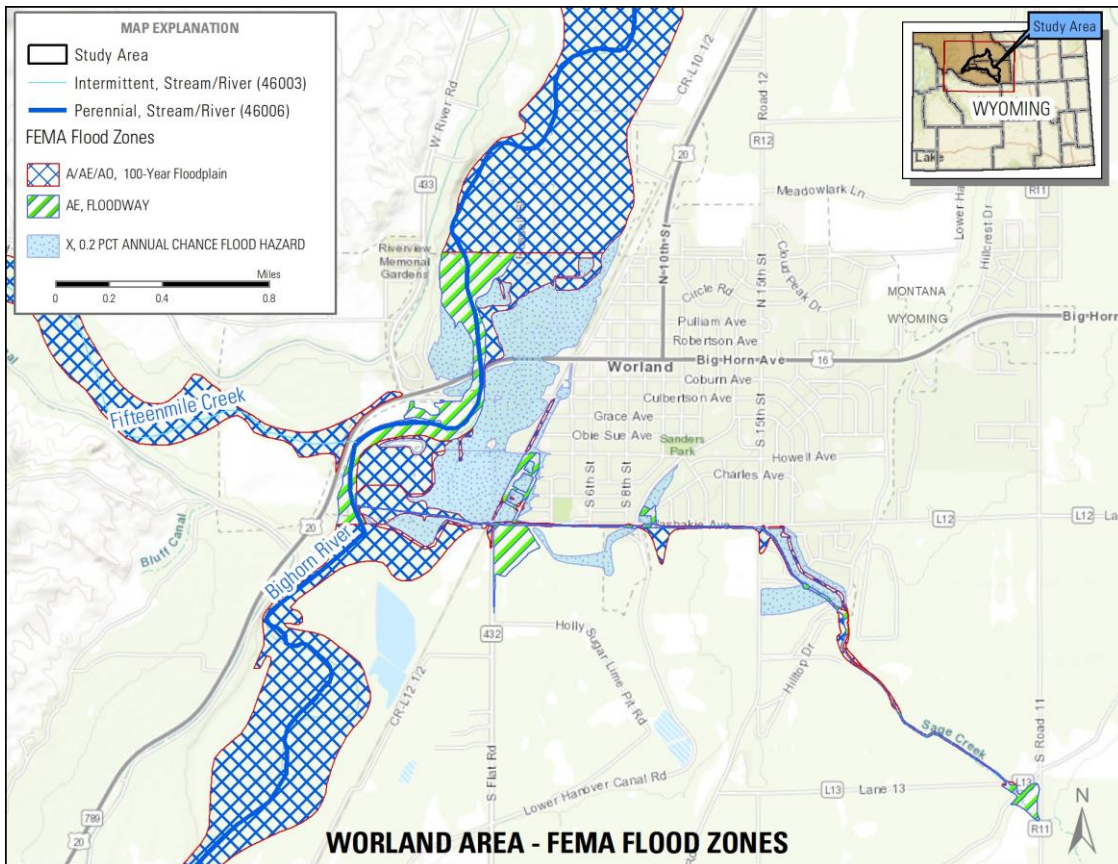 MAP EXPLANATION
Study Area
Intermittent, Stream/River (46003)
Perennial, Stream/River (46006)
FEMA Flood Zones
A/AE/AO, 100-Year Floodplain
AE, FLOODWAY
X, 0.2 PCT ANNUAL CHANCE FLOOD HAZARD
Miles
0 0.2 0.4 0.8
Study Area
WYOMING
Lake
W River Rd
433
CR-L10 1/2
20
Road 12
R12
Meadowlark Ln
R11
Hillcrest Dr
Riverview
Memorial
Gardens
N 10th St
N 15th St
Circle Rd
MONTANA
WYOMING
Pulliam Ave
Robertson Ave
Big Horn Ave
16
Big Horn
Worland
Coburn Ave
Culbertson Ave
Grace Ave
Obie Sue Ave
S 15th St
Sanders
Park
Howell Ave
Charles Ave
S 6th St
S 8th St
Fifteenmile Creek
L12
L12
La
20
Bluff Canal
Bighorn River
432
Holly Sugar Lime Pit Rd
Hilltop Dr
CR-L12 1/2
S Flat Rd
Sage Creek
S Road 11
Lower Hanover Canal Rd
L13
Lane 13
L13
R11
789
20
N
WORLAND AREA - FEMA FLOOD ZONES